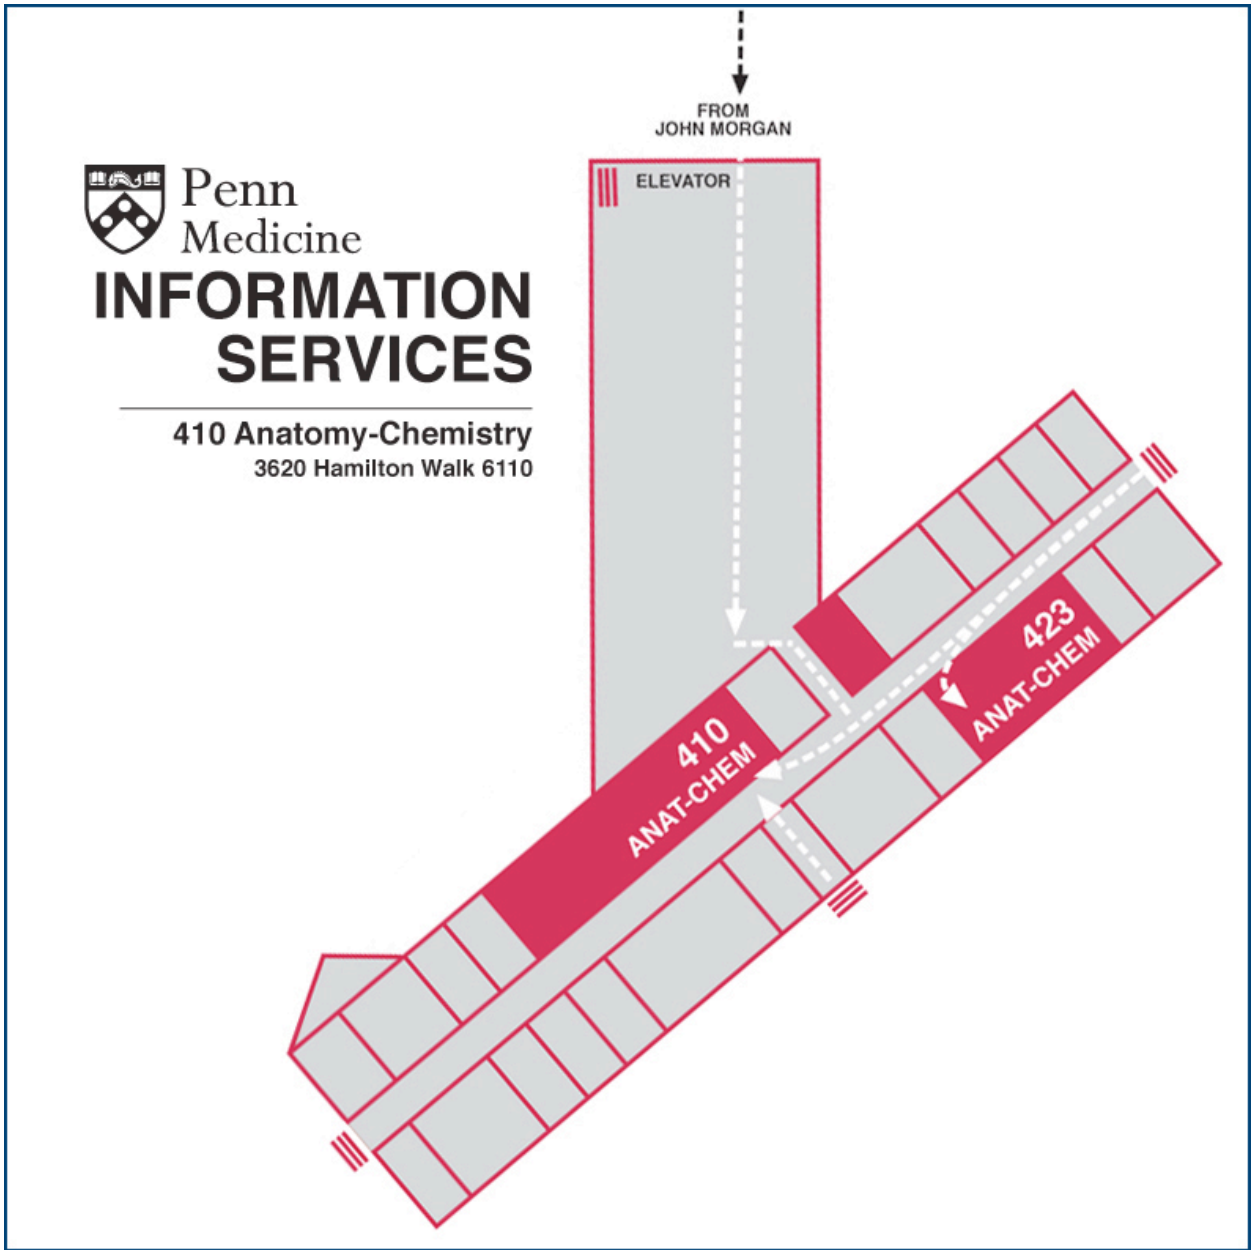 FROM
JOHN MORGAN
ELEVATOR
Penn
Medicine
INFORMATION
SERVICES
410 Anatomy-Chemistry
3620 Hamilton Walk 6110
423
ANAT-CHEM
410
ANAT-CHEM